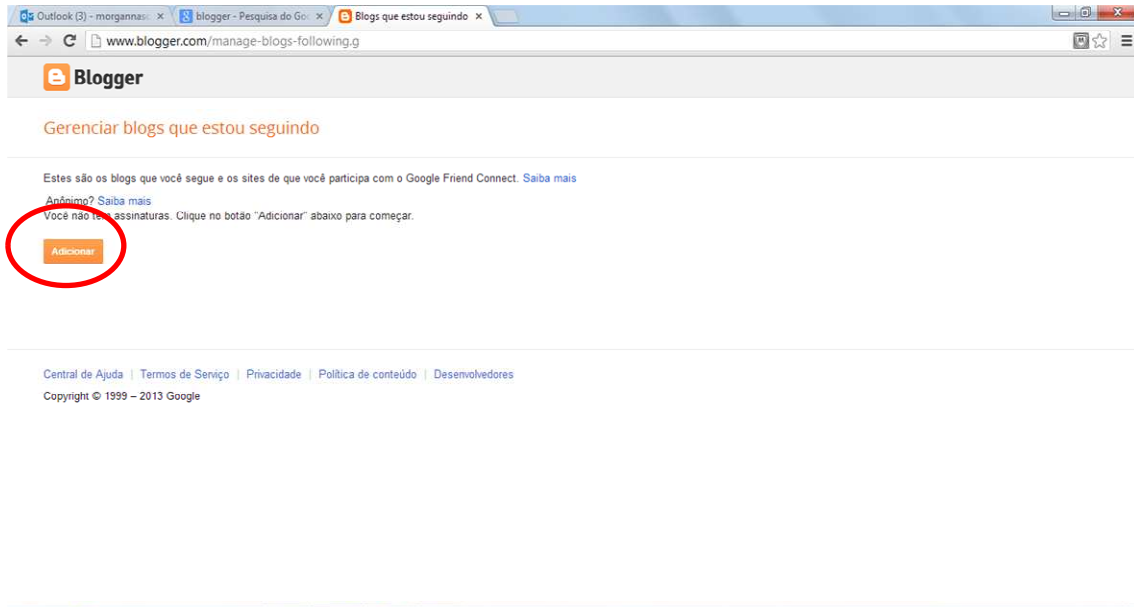 Outlook (3) - morgannasc
blogger - Pesquisa do Goo
Blogs que estou seguindo
www.blogger.com/manage-blogs-following.g
Blogger
Gerenciar blogs que estou seguindo
Estes são os blogs que você segue e os sites de que você participa com o Google Friend Connect. Saiba mais
Anônimo? Saiba mais
Você não tem assinaturas. Clique no botão "Adicionar" abaixo para começar.
Adicionar
Central de Ajuda | Termos de Serviço | Privacidade | Política de conteúdo | Desenvolvedores
Copyright © 1999 – 2013 Google